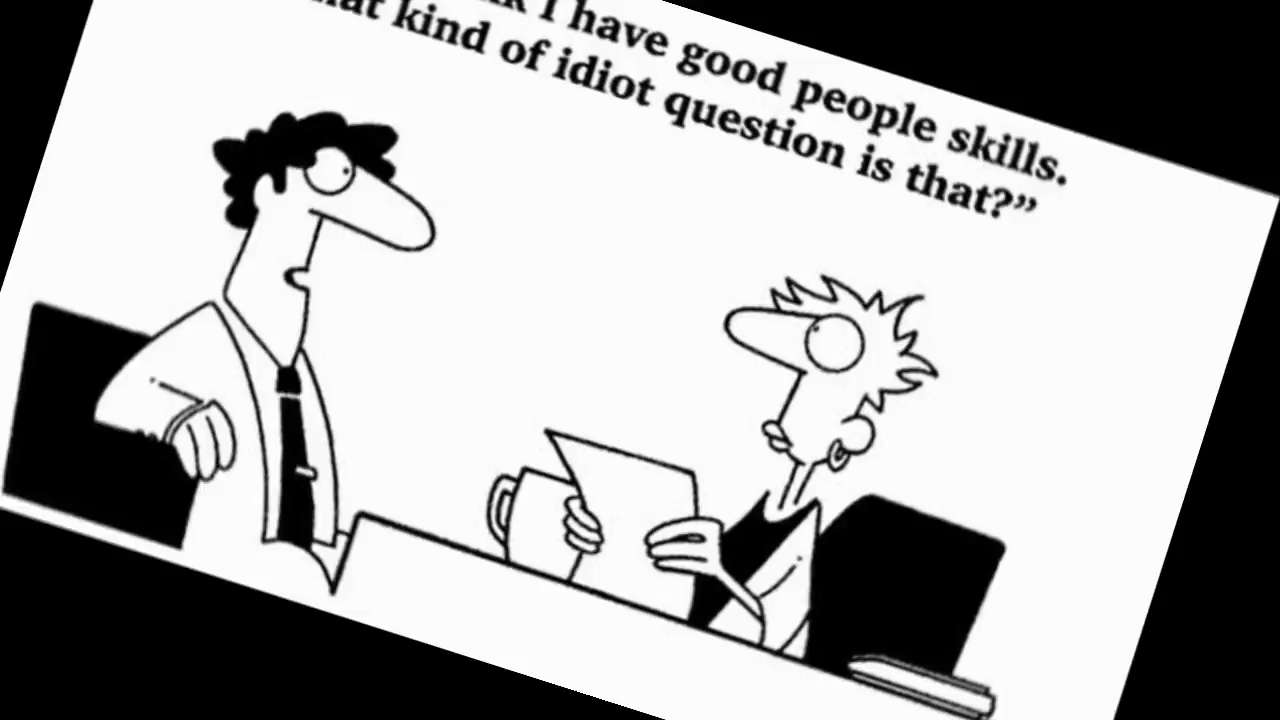 I have good people skills.
kind of idiot question is that?”